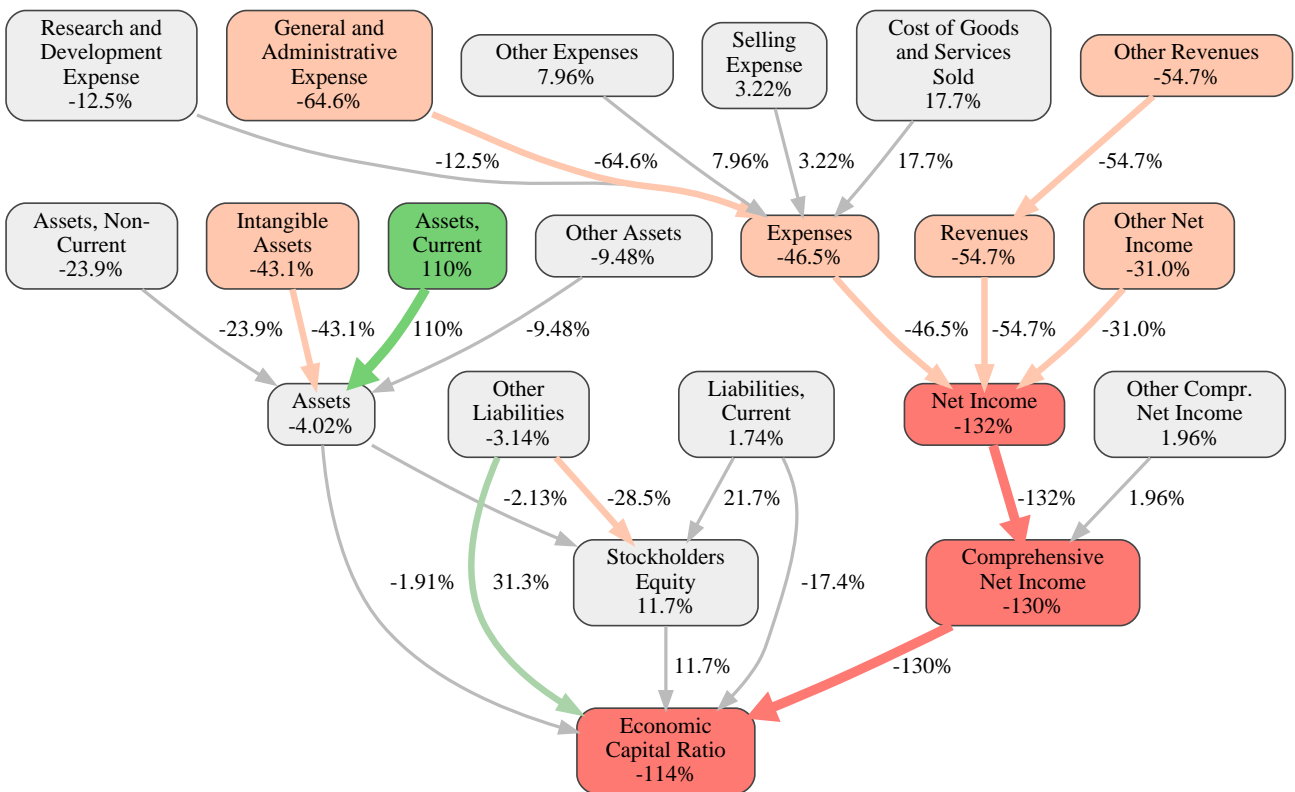 Research and
Development
Expense
-12.5%
General and
Administrative
Expense
-64.6%
Other Expenses
7.96%
Selling
Expense
3.22%
Cost of Goods
and Services
Sold
17.7%
Other Revenues
-54.7%
-12.5%
-64.6%
7.96%
3.22%
17.7%
-54.7%
Assets, Non-
Current
-23.9%
Intangible
Assets
-43.1%
Assets,
Current
110%
Other Assets
-9.48%
Expenses
-46.5%
Revenues
-54.7%
Other Net
Income
-31.0%
-23.9%
-43.1%
110%
-9.48%
-46.5%
-54.7%
-31.0%
Assets
-4.02%
Other
Liabilities
-3.14%
Liabilities,
Current
1.74%
Net Income
-132%
Other Compr.
Net Income
1.96%
-2.13%
-28.5%
21.7%
-132%
1.96%
Stockholders
Equity
11.7%
Comprehensive
Net Income
-130%
-1.91%
31.3%
-17.4%
11.7%
-130%
Economic
Capital Ratio
-114%